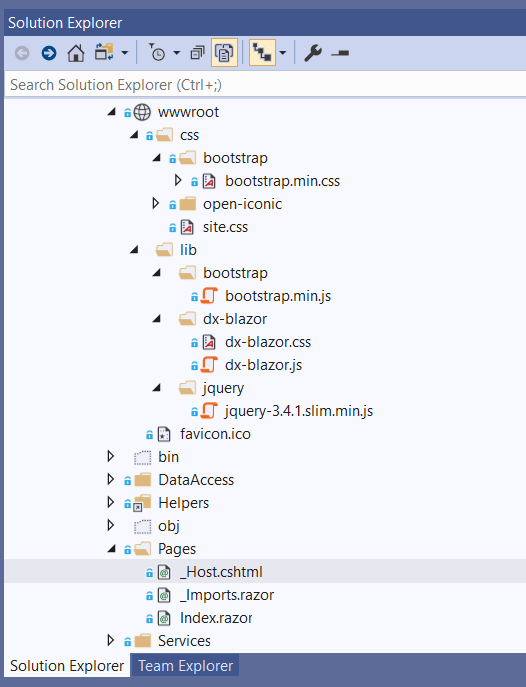 Solution Explorer
Search Solution Explorer (Ctrl+;)
wwwroot
css
bootstrap
bootstrap.min.css
open-iconic
site.css
lib
bootstrap
bootstrap.min.js
dx-blazor
dx-blazor.css
dx-blazor.js
jquery
jquery-3.4.1.slim.min.js
favicon.ico
bin
DataAccess
Helpers
obj
Pages
_Host.cshtml
_Imports.razor
Index.razor
Services
Solution Explorer Team Explorer